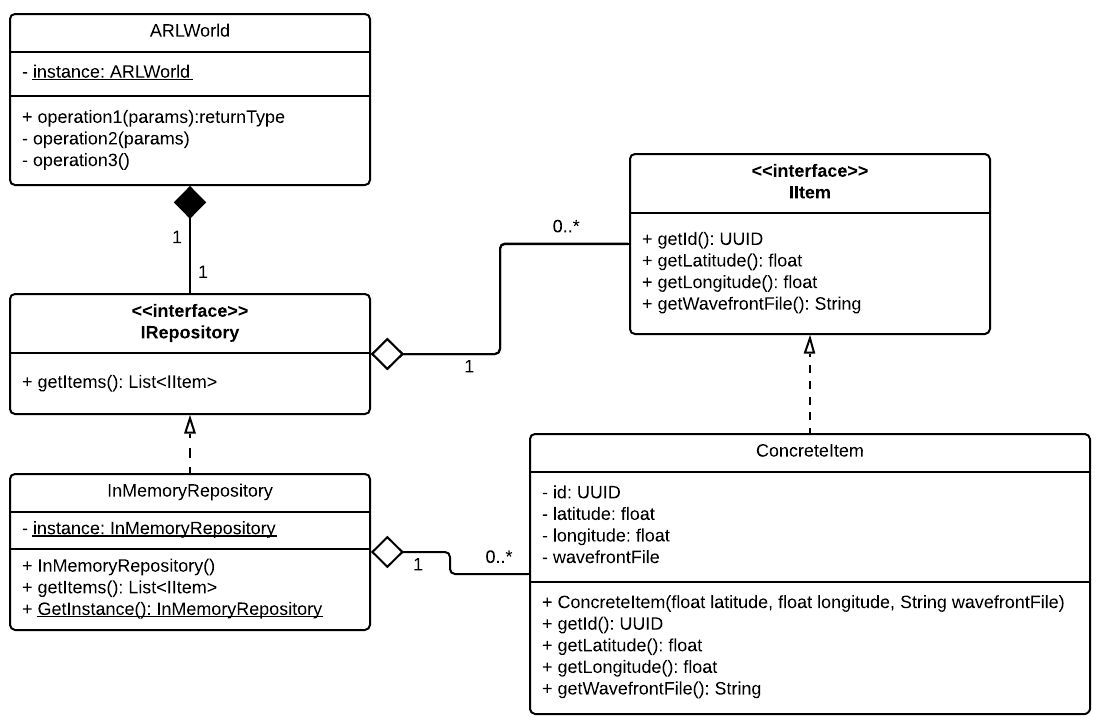 ARLWorld
- instance: ARLWorld
+ operation1(params):returnType
- operation2(params)
- operation3()
1
1
<<interface>>
IRepository
+ getItems(): List<IItem>
1
0..*
<<interface>>
IItem
+ getId(): UUID
+ getLatitude(): float
+ getLongitude(): float
+ getWavefrontFile(): String
InMemoryRepository
- instance: InMemoryRepository
+ InMemoryRepository()
+ getItems(): List<IItem>
+ GetInstance(): InMemoryRepository
1
0..*
ConcreteItem
- id: UUID
- latitude: float
- longitude: float
- wavefrontFile
+ ConcreteItem(float latitude, float longitude, String wavefrontFile)
+ getId(): UUID
+ getLatitude(): float
+ getLongitude(): float
+ getWavefrontFile(): String